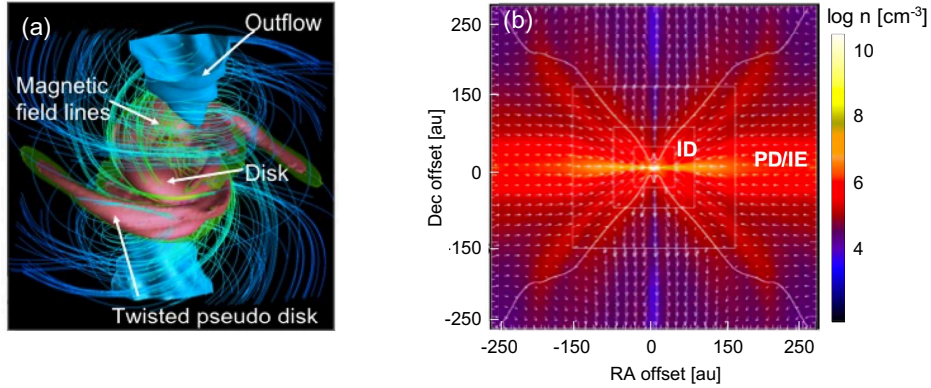 (a)
Outflow
Magnetic
field lines
Disk
Twisted pseudo disk
(b)
ID
PD/IE
Dec offset [au]
250
150
0
-150
-250
-250
-150
0
150
250
RA offset [au]
log n [cm⁻³]
10
8
6
4